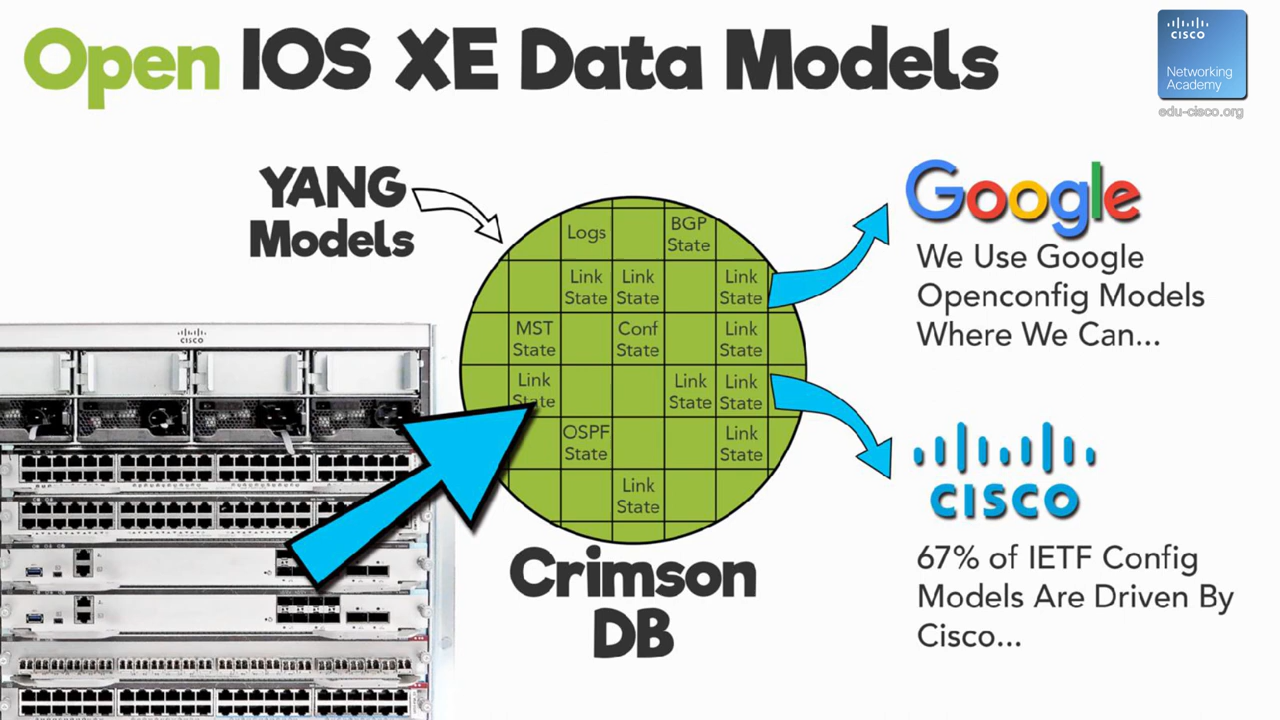 Open IOS XE Data Models
CISCO
Networking
Academy
edu-cisco.org
YANG
Models
Logs
BGP
State
Link
State
Link
State
Link
State
MST
State
Conf
State
Link
State
Link
State
Link
State
Link
State
OSPF
State
Link
State
Link
State
Crimson
DB
Google
We Use Google
Openconfig Models
Where We Can...
CISCO
67% of IETF Config
Models Are Driven By
Cisco...
CISCO